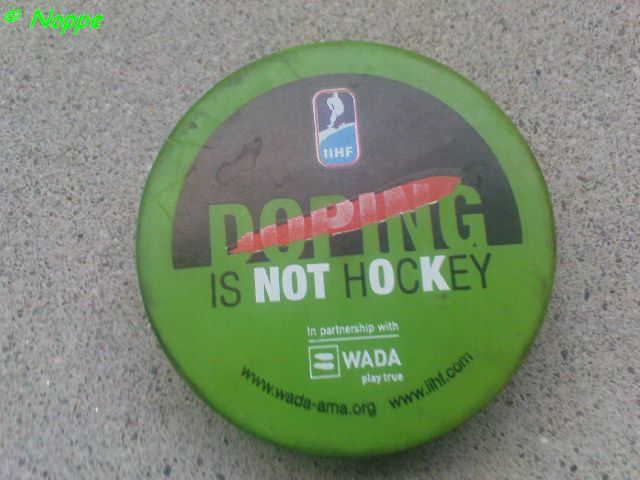 © Noppe
IIHF
DOPING
IS NOT HOCKEY
In partnership with
WADA
play true
www.wada-ama.org www.iihf.com